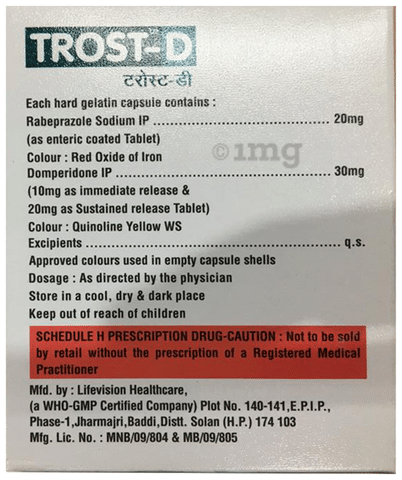 TROST-D
टरोस्ट-डी
Each hard gelatin capsule contains :
Rabeprazole Sodium IP ........................................ 20mg
(as enteric coated Tablet)
Colour : Red Oxide of Iron
©1mg
Domperidone IP .................................................. 30mg
(10mg as immediate release &
20mg as Sustained release Tablet)
Colour : Quinoline Yellow WS
Excipients ........................................................... q.s.
Approved colours used in empty capsule shells
Dosage : As directed by the physician
Store in a cool, dry & dark place
Keep out of reach of children
SCHEDULE H PRESCRIPTION DRUG-CAUTION : Not to be sold
by retail without the prescription of a Registered Medical
Practitioner
Mfd. by : Lifevision Healthcare,
(a WHO-GMP Certified Company) Plot No. 140-141,E.P.I.P.,
Phase-1,Jharmajri,Baddi,Distt. Solan (H.P.) 174 103
Mfg. Lic. No. : MNB/09/804 & MB/09/805